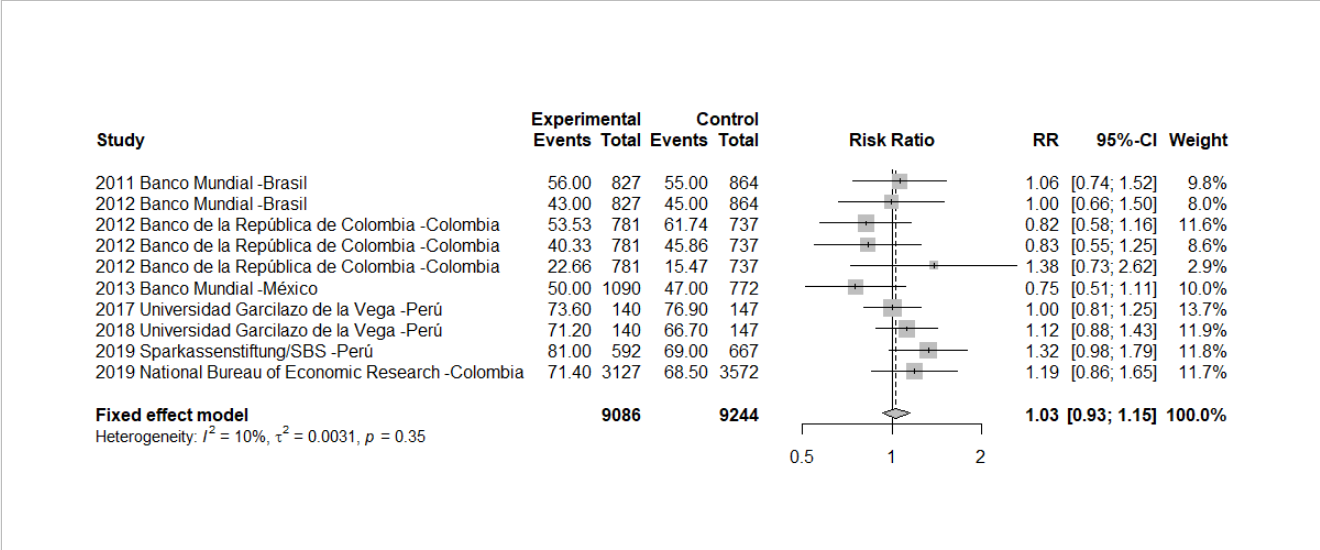 Experimental Control
Study Events Total Events Total Risk Ratio RR 95%-CI Weight
2011 Banco Mundial -Brasil 56.00 827 55.00 864 1.06 [0.74; 1.52] 9.8%
2012 Banco Mundial -Brasil 43.00 827 45.00 864 1.00 [0.66; 1.50] 8.0%
2012 Banco de la República de Colombia -Colombia 53.53 781 61.74 737 0.82 [0.58; 1.16] 11.6%
2012 Banco de la República de Colombia -Colombia 40.33 781 45.86 737 0.83 [0.55; 1.25] 8.6%
2012 Banco de la República de Colombia -Colombia 22.66 781 15.47 737 1.38 [0.73; 2.62] 2.9%
2013 Banco Mundial -México 50.00 1090 47.00 772 0.75 [0.51; 1.11] 10.0%
2017 Universidad Garcilazo de la Vega -Perú 73.60 140 76.90 147 1.00 [0.81; 1.25] 13.7%
2018 Universidad Garcilazo de la Vega -Perú 71.20 140 66.70 147 1.12 [0.88; 1.43] 11.9%
2019 Sparkassenstiftung/SBS -Perú 81.00 592 69.00 667 1.32 [0.98; 1.79] 11.8%
2019 National Bureau of Economic Research -Colombia 71.40 3127 68.50 3572 1.19 [0.86; 1.65] 11.7%
Fixed effect model 9086 9244 1.03 [0.93; 1.15] 100.0%
Heterogeneity: I² = 10%, τ² = 0.0031, p = 0.35
0.5 1 2